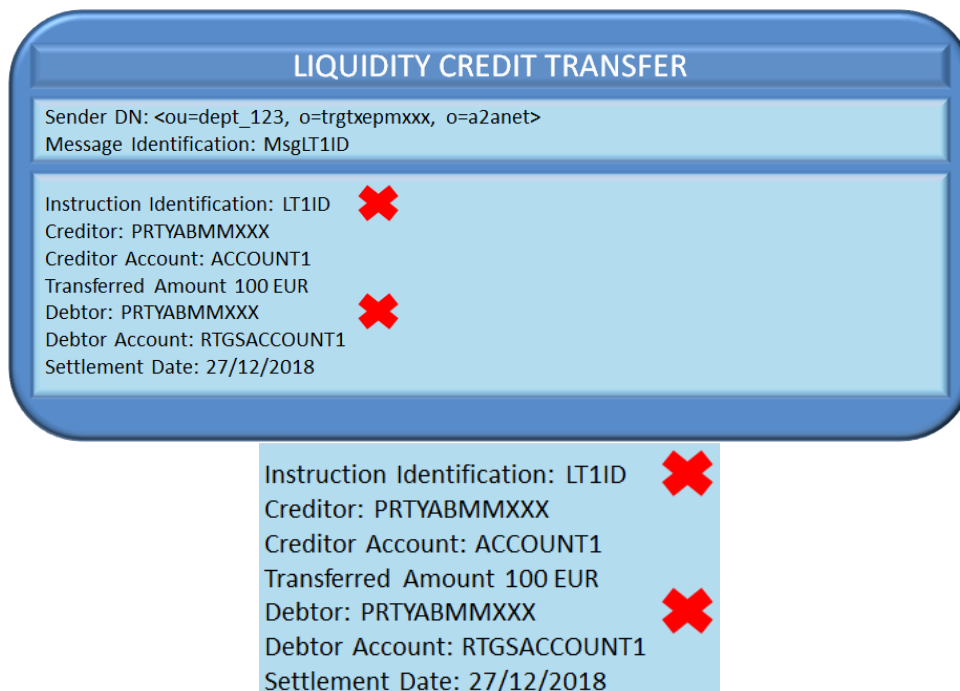 LIQUIDITY CREDIT TRANSFER
Sender DN: <ou=dept_123, o=trgtxepmxxx, o=a2anet>
Message Identification: MsgLT1ID
Instruction Identification: LT1ID
Creditor: PRTYABMMXXX
Creditor Account: ACCOUNT1
Transferred Amount 100 EUR
Debtor: PRTYABMMXXX
Debtor Account: RTGSACCOUNT1
Settlement Date: 27/12/2018
Instruction Identification: LT1ID
Creditor: PRTYABMMXXX
Creditor Account: ACCOUNT1
Transferred Amount 100 EUR
Debtor: PRTYABMMXXX
Debtor Account: RTGSACCOUNT1
Settlement Date: 27/12/2018